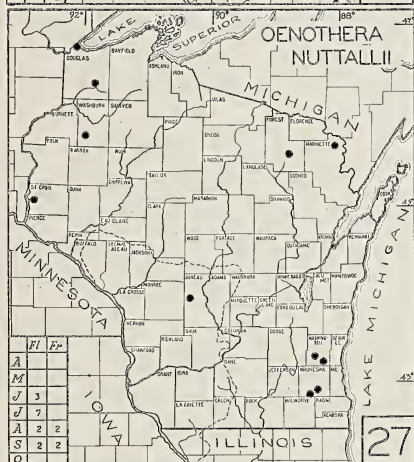 92° 90° 88° 47°
LAKE SUPERIOR
OENOTHERA
NUTTALLII
DOUGLAS
BAYFIELD
ASHLAND
IRON
MICHIGAN
VILAS
BURNETT
WASHBURN
SAWYER
FOREST
FLORENCE
PRICE
ONEIDA
MARINETTE
POLK
BARRON
RUSK
LINCOLN
LANGLADE
OCONTO
TAYLOR
CHIPPEWA
ST CROIX
DUNN
MARATHON
SHAWANO
DOOR
45°
PIERCE
CLARK
EAU CLAIRE
PEPIN
BUFFALO
TREMPEALEAU
JACKSON
WOOD
PORTAGE
WAUPACA
OUTAGAMIE
BROWN
KEWAUNEE
MINNESOTA
MONROE
LA CROSSE
JUNEAU
ADAMS
WAUSHARA
WINNEBAGO
CALUMET
MANITOWOC
MARQUETTE
GREEN LAKE
FOND DU LAC
SHEBOYGAN
VERNON
SAUK
COLUMBIA
DODGE
WASHINGTON
OZAUKEE
LAKE MICHIGAN
RICHLAND
CRAWFORD
DANE
JEFFERSON
WAUKESHA
43°
GRANT
IOWA
LA FAYETTE
GREEN
ROCK
WALWORTH
RACINE
KENOSHA
IOWA
ILLINOIS
Fl Fr
A
M
J 3
J 7
A 2 2
S 2 2
O
27